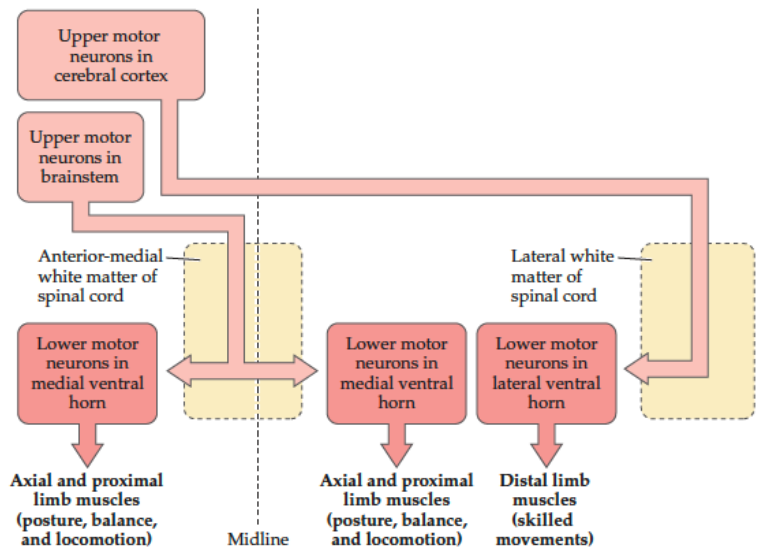 Upper motor
neurons in
cerebral cortex
Upper motor
neurons in
brainstem
Anterior-medial
white matter of
spinal cord
Lateral white
matter of
spinal cord
Lower motor
neurons in
medial ventral
horn
Lower motor
neurons in
medial ventral
horn
Lower motor
neurons in
lateral ventral
horn
Axial and proximal
limb muscles
(posture, balance,
and locomotion)
Midline
Axial and proximal
limb muscles
(posture, balance,
and locomotion)
Distal limb
muscles
(skilled
movements)